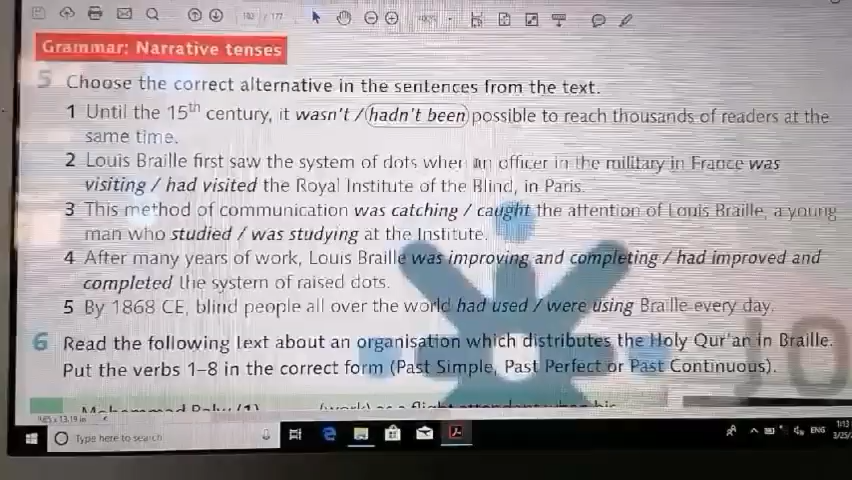 Grammar: Narrative tenses
5 Choose the correct alternative in the sentences from the text.
1 Until the 15th century, it wasn't / hadn't been possible to reach thousands of readers at the
same time.
2 Louis Braille first saw the system of dots when an officer in the military in France was
visiting / had visited the Royal Institute of the Blind, in Paris.
3 This method of communication was catching / caught the attention of Louis Braille, a young
man who studied / was studying at the Institute.
4 After many years of work, Louis Braille was improving and completing / had improved and
completed the system of raised dots.
5 By 1868 CE, blind people all over the world had used / were using Braille every day.
6 Read the following text about an organisation which distributes the Holy Qur'an in Braille.
Put the verbs 1–8 in the correct form (Past Simple, Past Perfect or Past Continuous).
(work) as a flight attendant when his
Type here to search
ENG
1:13